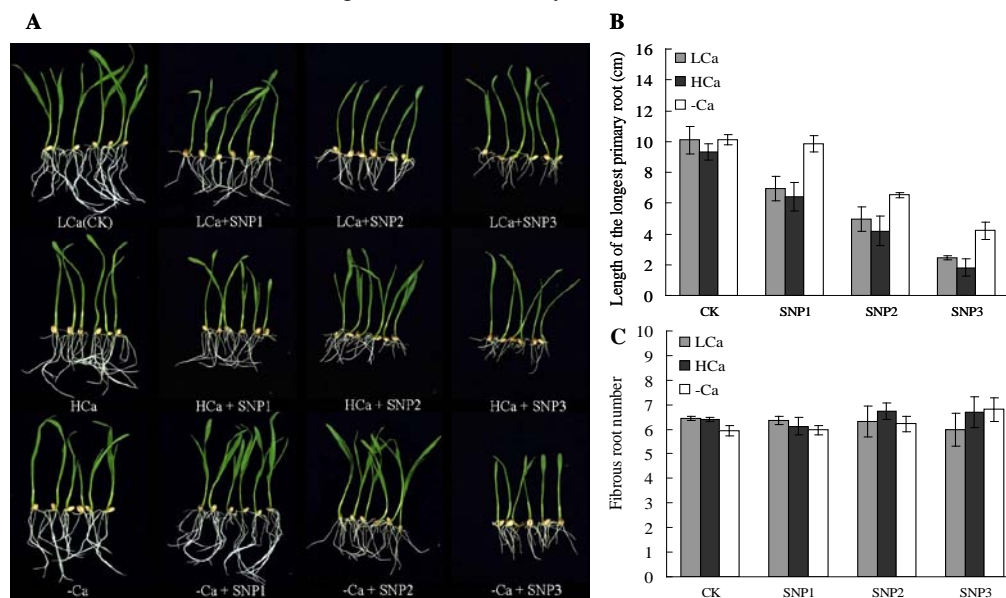 A
LCa(CK)
LCa+SNP1
LCa+SNP2
LCa+SNP3
HCa
HCa + SNP1
HCa + SNP2
HCa + SNP3
-Ca
-Ca + SNP1
-Ca + SNP2
-Ca + SNP3
B
Length of the longest primary root (cm)
16
14
12
10
8
6
4
2
0
LCa
HCa
-Ca
CK
SNP1
SNP2
SNP3
C
Fibrous root number
10
9
8
7
6
5
4
3
2
1
0
LCa
HCa
-Ca
CK
SNP1
SNP2
SNP3